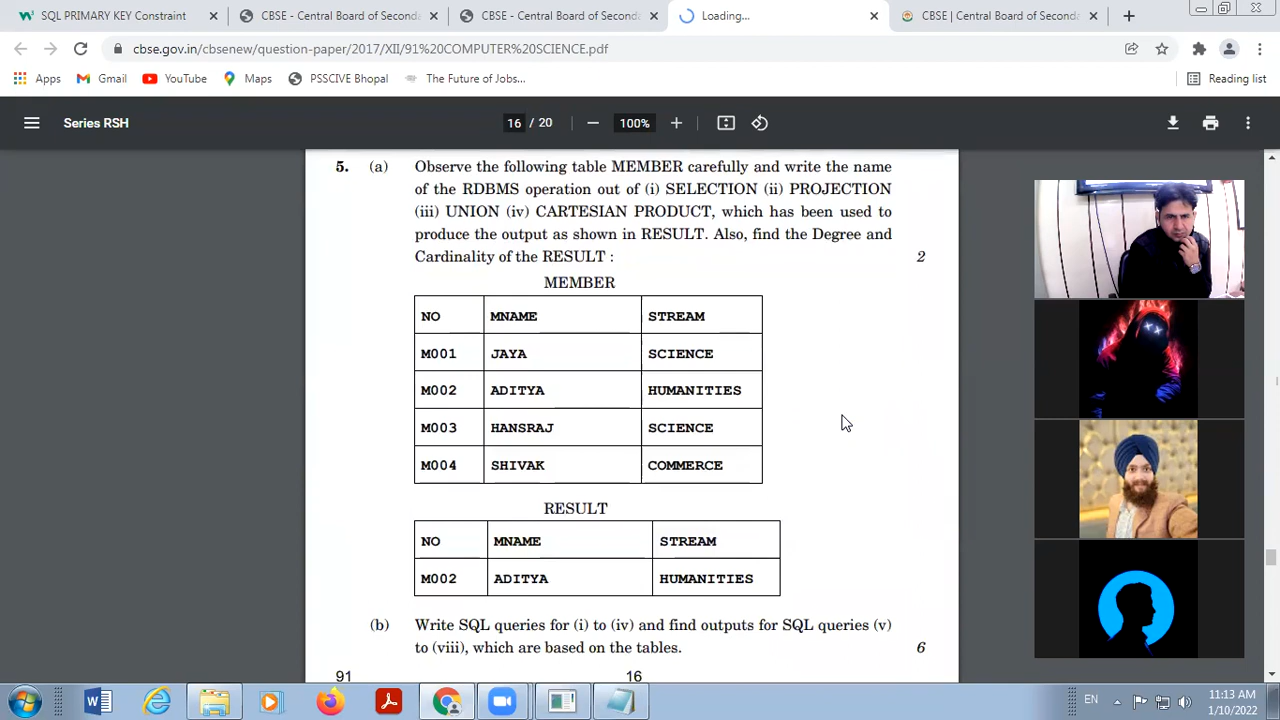 SQL PRIMARY KEY Constraint
CBSE - Central Board of Seconda
CBSE - Central Board of Seconda
Loading...
CBSE | Central Board of Seconda
cbse.gov.in/cbsenew/question-paper/2017/XII/91%20COMPUTER%20SCIENCE.pdf
Apps Gmail YouTube Maps PSSCIVE Bhopal The Future of Jobs... Reading list
Series RSH 16 / 20 100%
5. (a) Observe the following table MEMBER carefully and write the name
of the RDBMS operation out of (i) SELECTION (ii) PROJECTION
(iii) UNION (iv) CARTESIAN PRODUCT, which has been used to
produce the output as shown in RESULT. Also, find the Degree and
Cardinality of the RESULT : 2
MEMBER
NO MNAME STREAM
M001 JAYA SCIENCE
M002 ADITYA HUMANITIES
M003 HANSRAJ SCIENCE
M004 SHIVAK COMMERCE
RESULT
NO MNAME STREAM
M002 ADITYA HUMANITIES
(b) Write SQL queries for (i) to (iv) and find outputs for SQL queries (v)
to (viii), which are based on the tables. 6
91 16
EN 11:13 AM
1/10/2022